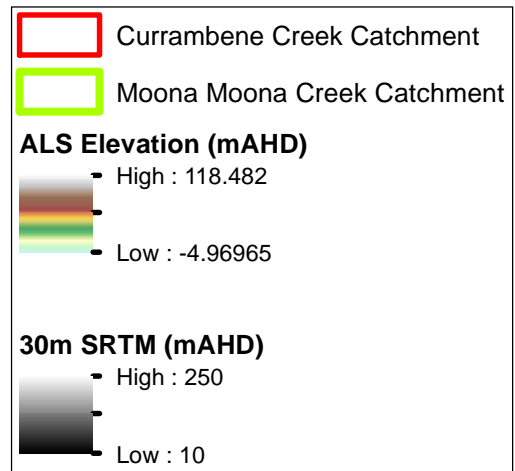 Currambene Creek Catchment
Moona Moona Creek Catchment
ALS Elevation (mAHD)
High : 118.482
Low : -4.96965
30m SRTM (mAHD)
High : 250
Low : 10